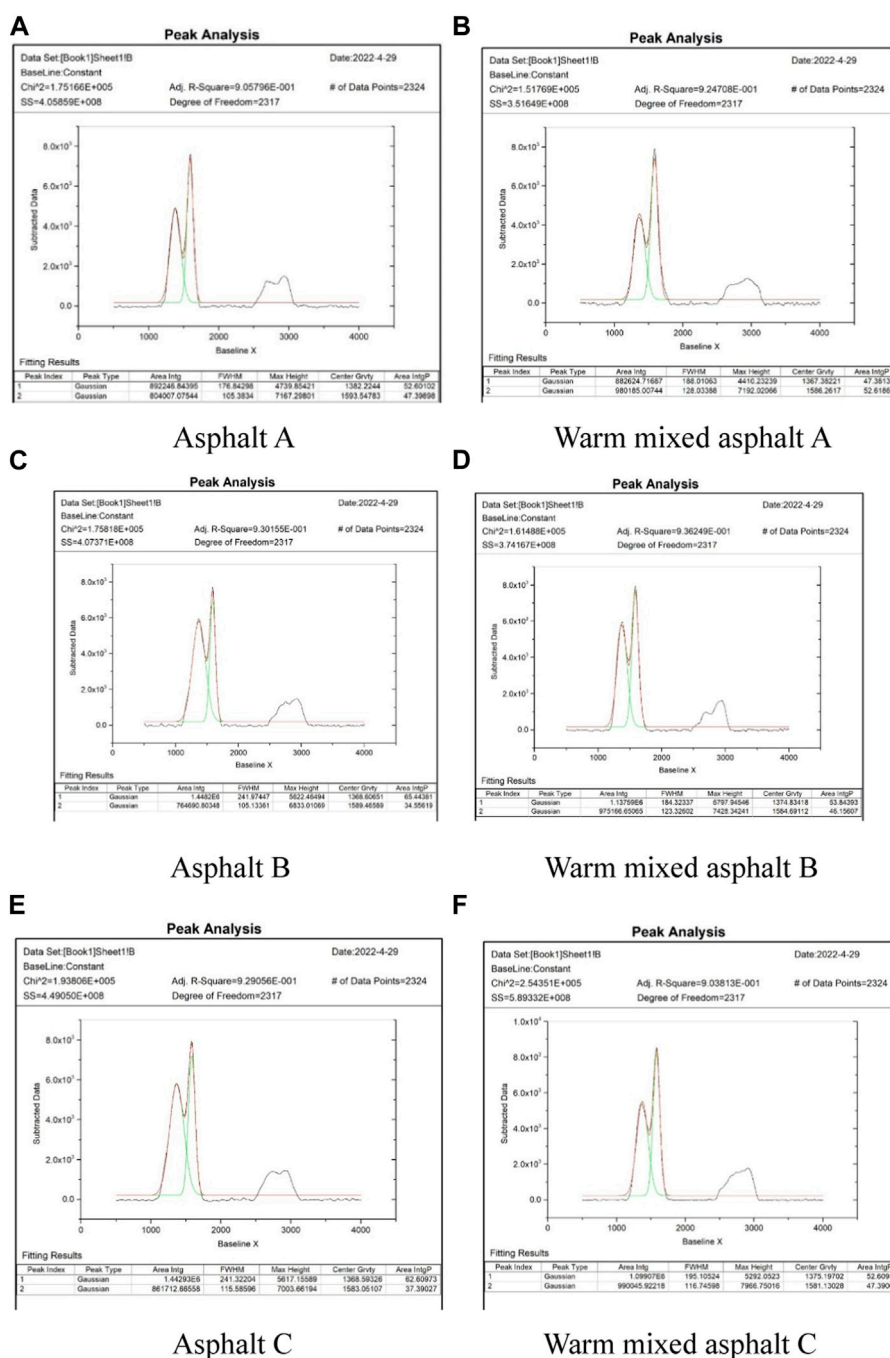 A
Peak Analysis
Data Set:[Book1]Sheet1!B Date:2022-4-29
BaseLine:Constant
Chi^2=1.75166E+005 Adj. R-Square=9.05796E-001 # of Data Points=2324
SS=4.05859E+008 Degree of Freedom=2317
8.0x10³
6.0x10³
4.0x10³
2.0x10³
0.0
Subtracted Data
0 1000 2000 3000 4000
Baseline X
Fitting Results
Peak Index Peak Type Area Intg FWHM Max Height Center Grvty Area IntgP
1 Gaussian 892246.84395 176.84298 4739.85421 1382.2244 52.60102
2 Gaussian 804007.07544 105.3834 7167.29801 1593.54783 47.39898
Asphalt A
B
Peak Analysis
Data Set:[Book1]Sheet1!B Date:2022-4-29
BaseLine:Constant
Chi^2=1.51769E+005 Adj. R-Square=9.24708E-001 # of Data Points=2324
SS=3.51649E+008 Degree of Freedom=2317
8.0x10³
6.0x10³
4.0x10³
2.0x10³
0.0
Subtracted Data
0 1000 2000 3000 4000
Baseline X
Fitting Results
Peak Index Peak Type Area Intg FWHM Max Height Center Grvty Area IntgP
1 Gaussian 882624.71687 188.01063 4410.23239 1367.38221 47.3813
2 Gaussian 980185.00744 128.03388 7192.02066 1586.2617 52.6186
Warm mixed asphalt A
C
Peak Analysis
Data Set:[Book1]Sheet1!B Date:2022-4-29
BaseLine:Constant
Chi^2=1.75818E+005 Adj. R-Square=9.30155E-001 # of Data Points=2324
SS=4.07371E+008 Degree of Freedom=2317
8.0x10³
6.0x10³
4.0x10³
2.0x10³
0.0
Subtracted Data
0 1000 2000 3000 4000
Baseline X
Fitting Results
Peak Index Peak Type Area Intg FWHM Max Height Center Grvty Area IntgP
1 Gaussian 1.4482E6 241.97447 5622.46494 1368.60651 65.44381
2 Gaussian 764690.80348 105.13361 6833.01069 1589.46589 34.55619
Asphalt B
D
Peak Analysis
Data Set:[Book1]Sheet1!B Date:2022-4-29
BaseLine:Constant
Chi^2=1.61488E+005 Adj. R-Square=9.36249E-001 # of Data Points=2324
SS=3.74167E+008 Degree of Freedom=2317
8.0x10³
6.0x10³
4.0x10³
2.0x10³
0.0
Subtracted Data
0 1000 2000 3000 4000
Baseline X
Fitting Results
Peak Index Peak Type Area Intg FWHM Max Height Center Grvty Area IntgP
1 Gaussian 1.13759E6 184.32337 5797.94546 1374.83418 53.84393
2 Gaussian 975166.65065 123.32602 7428.34241 1584.69112 46.15607
Warm mixed asphalt B
E
Peak Analysis
Data Set:[Book1]Sheet1!B Date:2022-4-29
BaseLine:Constant
Chi^2=1.93806E+005 Adj. R-Square=9.29056E-001 # of Data Points=2324
SS=4.49050E+008 Degree of Freedom=2317
8.0x10³
6.0x10³
4.0x10³
2.0x10³
0.0
Subtracted Data
0 1000 2000 3000 4000
Baseline X
Fitting Results
Peak Index Peak Type Area Intg FWHM Max Height Center Grvty Area IntgP
1 Gaussian 1.44293E6 241.32204 5617.15589 1368.59326 62.60973
2 Gaussian 861712.66558 115.58596 7003.66194 1583.05107 37.39027
Asphalt C
F
Peak Analysis
Data Set:[Book1]Sheet1!B Date:2022-4-29
BaseLine:Constant
Chi^2=2.54351E+005 Adj. R-Square=9.03813E-001 # of Data Points=2324
SS=5.89332E+008 Degree of Freedom=2317
1.0x10⁴
8.0x10³
6.0x10³
4.0x10³
2.0x10³
0.0
Subtracted Data
0 1000 2000 3000 4000
Baseline X
Fitting Results
Peak Index Peak Type Area Intg FWHM Max Height Center Grvty Area IntgP
1 Gaussian 1.09907E6 195.10524 5292.0523 1375.19702 52.609
2 Gaussian 990045.92218 116.74598 7966.75016 1581.13028 47.390
Warm mixed asphalt C